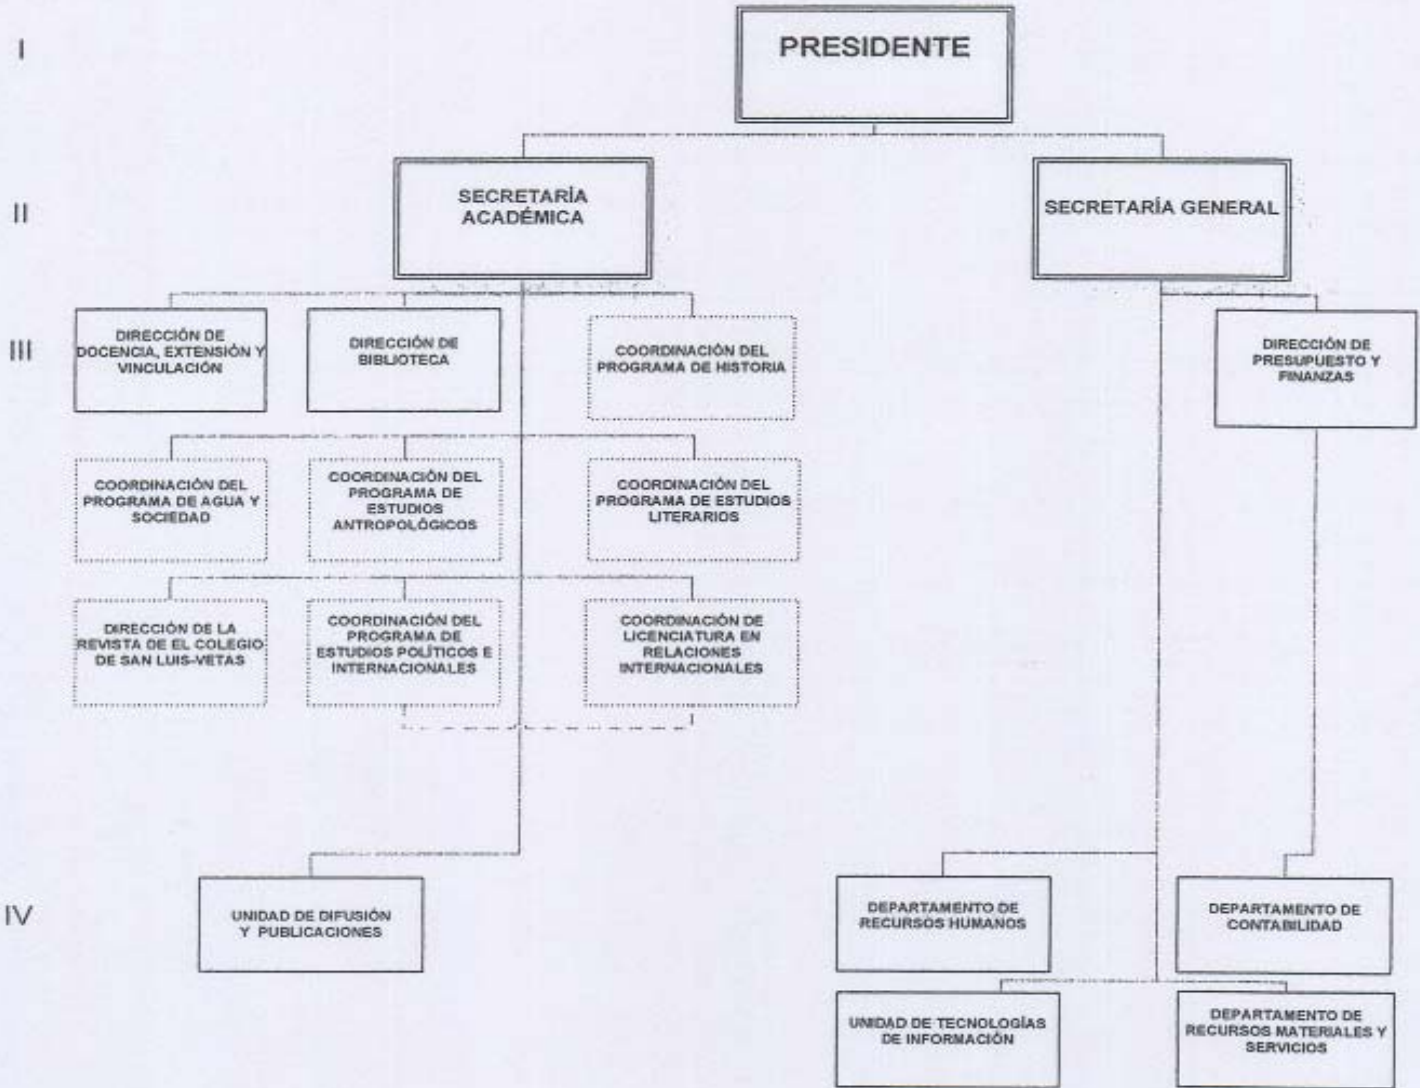 I
PRESIDENTE
II
SECRETARÍA
ACADÉMICA
SECRETARÍA GENERAL
III
DIRECCIÓN DE
DOCENCIA, EXTENSIÓN Y
VINCULACIÓN
DIRECCIÓN DE
BIBLIOTECA
COORDINACIÓN DEL
PROGRAMA DE HISTORIA
DIRECCIÓN DE
PRESUPUESTO Y
FINANZAS
COORDINACIÓN DEL
PROGRAMA DE AGUA Y
SOCIEDAD
COORDINACIÓN DEL
PROGRAMA DE
ESTUDIOS
ANTROPOLÓGICOS
COORDINACIÓN DEL
PROGRAMA DE ESTUDIOS
LITERARIOS
DIRECCIÓN DE LA
REVISTA DE EL COLEGIO
DE SAN LUIS-VETAS
COORDINACIÓN DEL
PROGRAMA DE
ESTUDIOS POLÍTICOS E
INTERNACIONALES
COORDINACIÓN DE
LICENCIATURA EN
RELACIONES
INTERNACIONALES
IV
UNIDAD DE DIFUSIÓN
Y PUBLICACIONES
DEPARTAMENTO DE
RECURSOS HUMANOS
DEPARTAMENTO DE
CONTABILIDAD
UNIDAD DE TECNOLOGÍAS
DE INFORMACIÓN
DEPARTAMENTO DE
RECURSOS MATERIALES Y
SERVICIOS